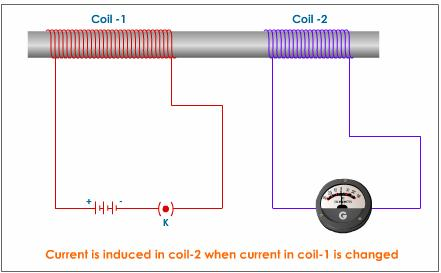 Coil -1
Coil -2
+ -
K
G
Current is induced in coil-2 when current in coil-1 is changed